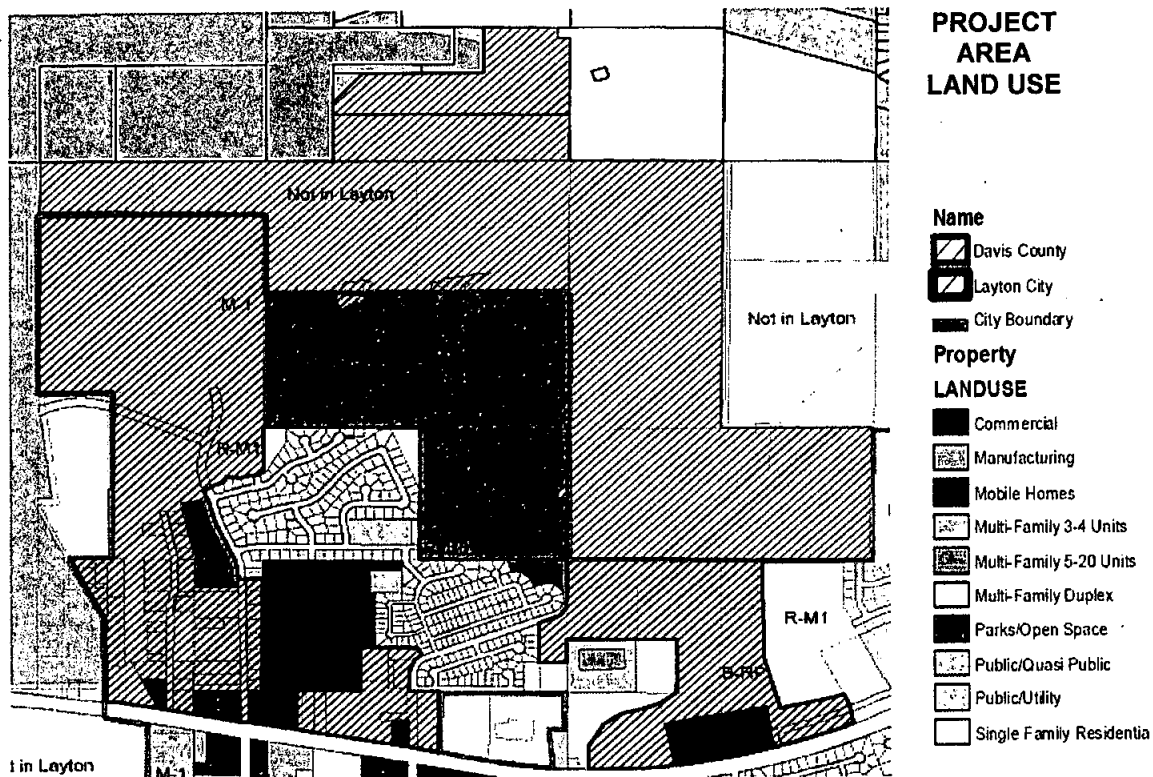 PROJECT
AREA
LAND USE
Not in Layton
M-1
Not in Layton
R-M1
R-M1
B-RP
M-1
t in Layton
Name
Davis County
Layton City
City Boundary
Property
LANDUSE
Commercial
Manufacturing
Mobile Homes
Multi-Family 3-4 Units
Multi-Family 5-20 Units
Multi-Family Duplex
Parks/Open Space
Public/Quasi Public
Public/Utility
Single Family Residentia